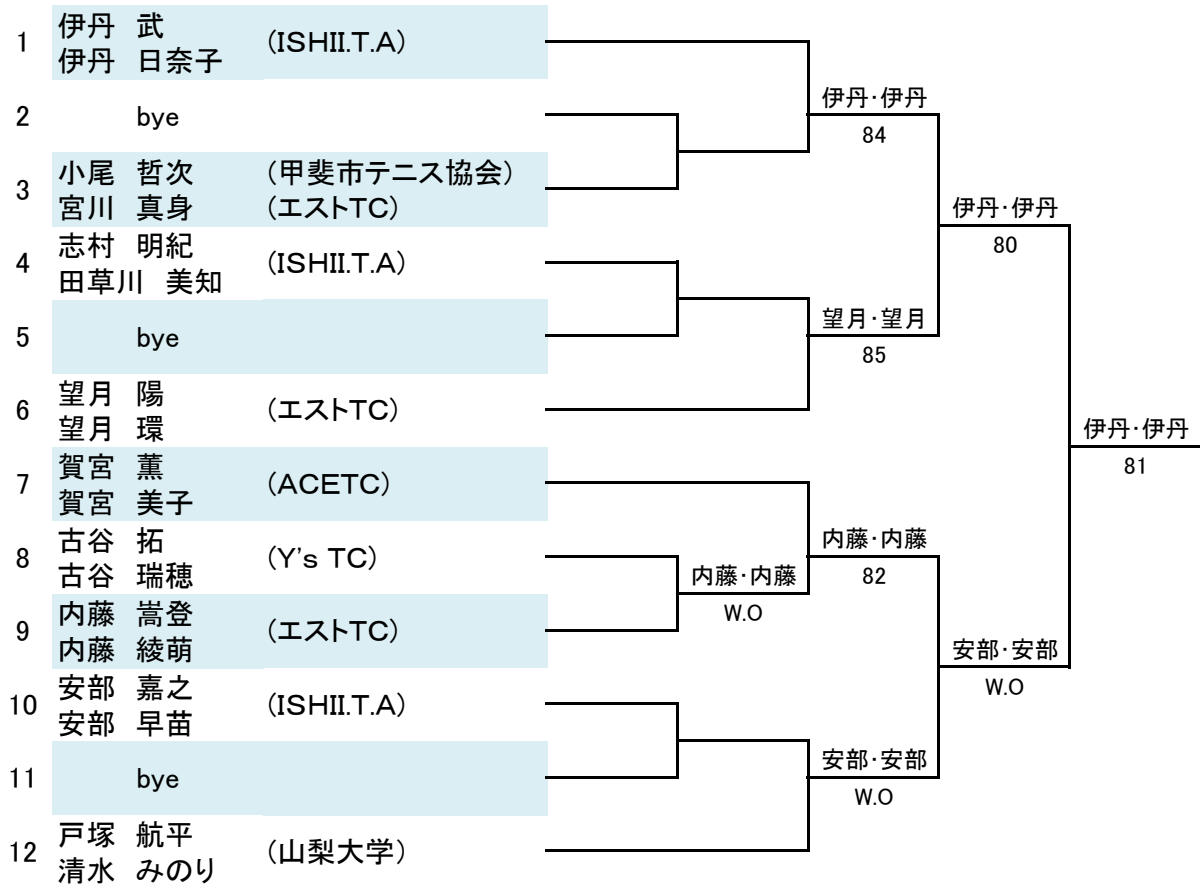 1
伊丹 武
伊丹 日奈子
(ISHII.T.A)
2
bye
3
小尾 哲次 (甲斐市テニス協会)
宮川 真身 (エストTC)
4
志村 明紀
田草川 美知
(ISHII.T.A)
5
bye
6
望月 陽
望月 環
(エストTC)
7
賀宮 薫
賀宮 美子
(ACETC)
8
古谷 拓
古谷 瑞穂
(Y's TC)
9
内藤 嵩登
内藤 綾萌
(エストTC)
10
安部 嘉之
安部 早苗
(ISHII.T.A)
11
bye
12
戸塚 航平
清水 みのり
(山梨大学)
内藤・内藤
W.O
伊丹・伊丹
84
望月・望月
85
内藤・内藤
82
安部・安部
W.O
伊丹・伊丹
80
安部・安部
W.O
伊丹・伊丹
81